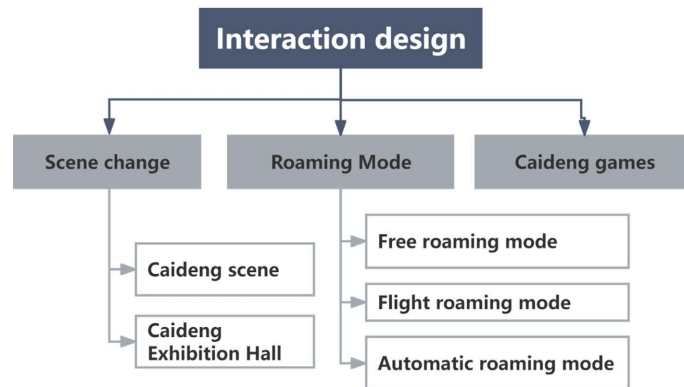 Interaction design
Scene change
Roaming Mode
Caideng games
Caideng scene
Caideng
Exhibition Hall
Free roaming mode
Flight roaming mode
Automatic roaming mode